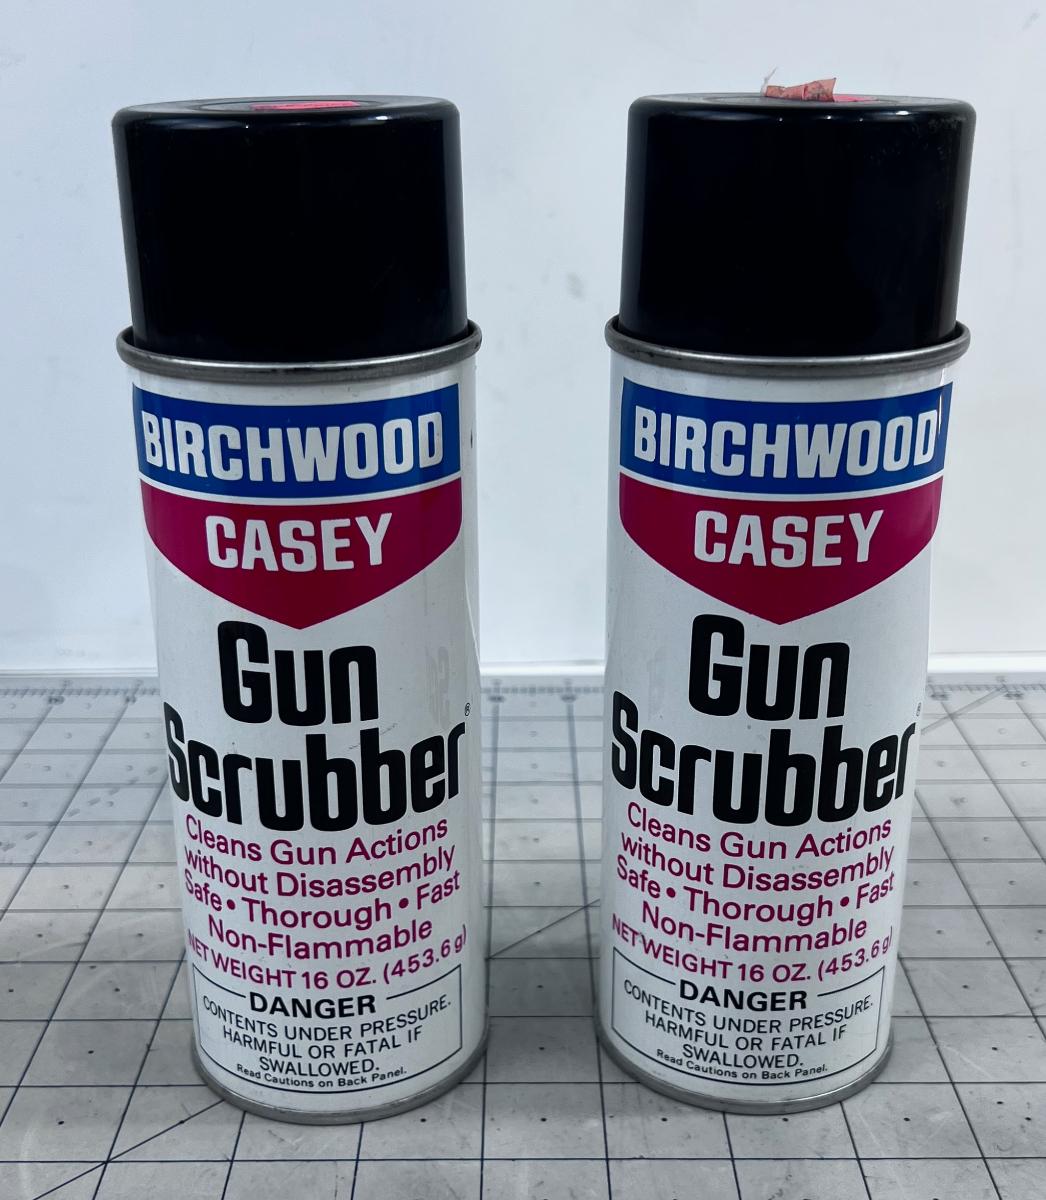 BIRCHWOOD
CASEY
Gun
Scrubber®
Cleans Gun Actions
without Disassembly
Safe • Thorough • Fast
Non-Flammable
NET WEIGHT 16 OZ. (453.6 g)
DANGER
CONTENTS UNDER PRESSURE.
HARMFUL OR FATAL IF
SWALLOWED.
Read Cautions on Back Panel.
BIRCHWOOD
CASEY
Gun
Scrubber®
Cleans Gun Actions
without Disassembly
Safe • Thorough • Fast
Non-Flammable
NET WEIGHT 16 OZ. (453.6 g)
DANGER
CONTENTS UNDER PRESSURE.
HARMFUL OR FATAL IF
SWALLOWED.
Read Cautions on Back Panel.